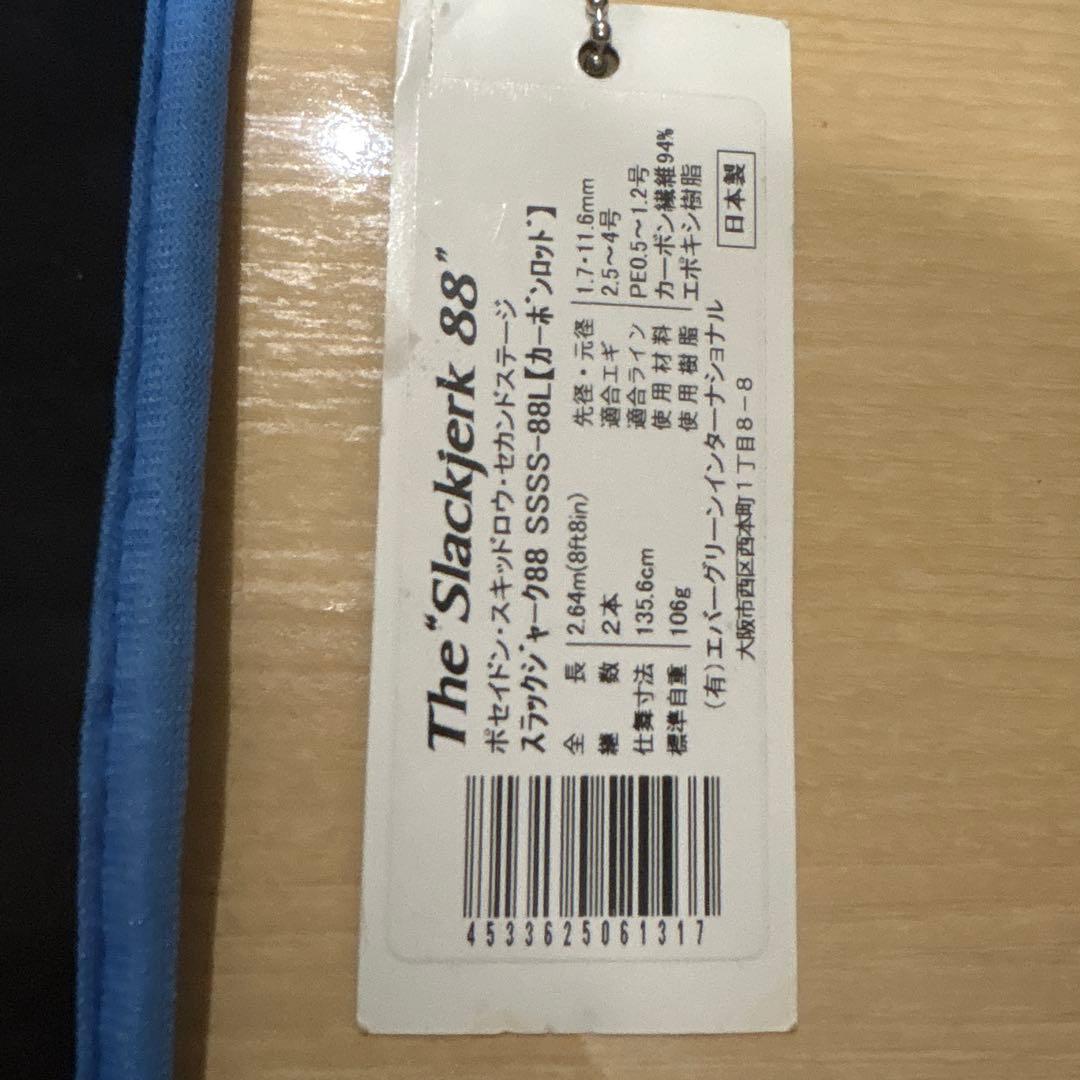 The "Slackjerk 88"
ポセイドン・スキッドロウ・セカンドステージ
ｽﾗｯｸｼﾞｬｰｸ88 SSSS-88L【ｶｰﾎﾞﾝﾛｯﾄﾞ】
全長 2.64m(8ft8in) 先径・元径 1.7・11.6mm
継数 2本 適合エギ 2.5～4号
仕舞寸法 135.6cm 適合ライン PE0.5～1.2号
標準自重 106g 使用材料 カーボン繊維94%
使用樹脂 エポキシ樹脂
(有)エバーグリーンインターナショナル
大阪市西区西本町1丁目8-8
日本製
4533625061317